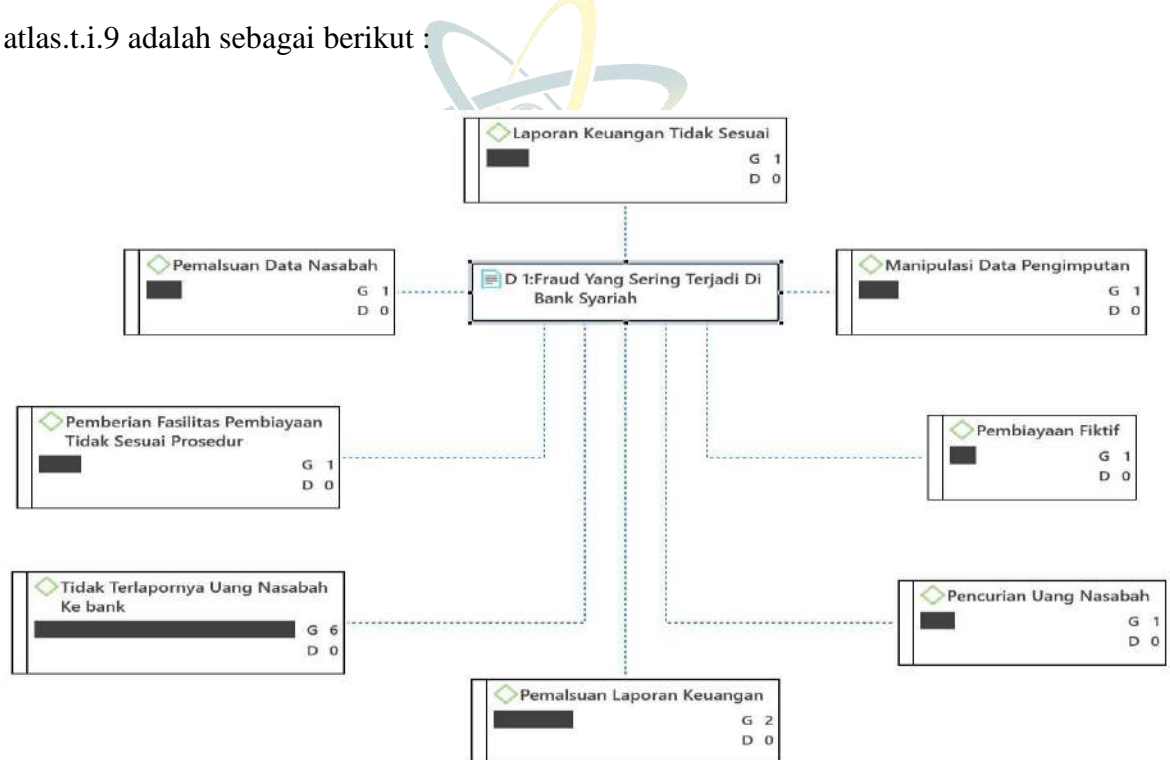 atlas.t.i.9 adalah sebagai berikut :
Laporan Keuangan Tidak Sesuai
G 1
D 0
Pemalsuan Data Nasabah
G 1
D 0
D 1:Fraud Yang Sering Terjadi Di
Bank Syariah
Manipulasi Data Pengimputan
G 1
D 0
Pemberian Fasilitas Pembiayaan
Tidak Sesuai Prosedur
G 1
D 0
Pembiayaan Fiktif
G 1
D 0
Tidak Terlapornya Uang Nasabah
Ke bank
G 6
D 0
Pencurian Uang Nasabah
G 1
D 0
Pemalsuan Laporan Keuangan
G 2
D 0